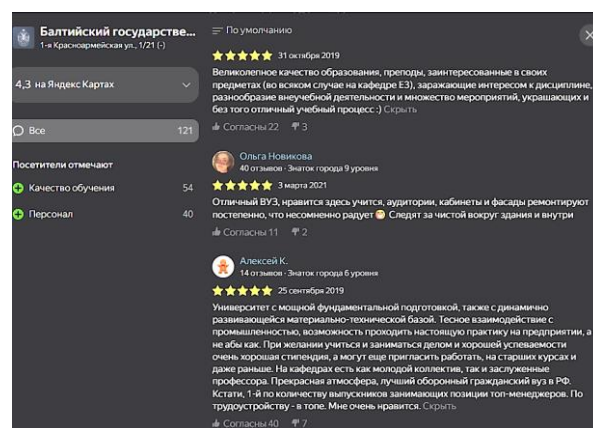 Балтийский государстве...
1-я Красноармейская ул., 1/21 (-)
4,3 на Яндекс Картах
Все 121
Посетители отмечают
Качество обучения 54
Персонал 40
По умолчанию
31 октября 2019
Великолепное качество образования, преподы, заинтересованные в своих
предметах (во всяком случае на кафедре Е3), заражающие интересом к дисциплине,
разнообразие внеучебной деятельности и множество мероприятий, украшающих и
без того отличный учебный процесс :) Скрыть
Согласны 22 3
Ольга Новикова
40 отзывов · Знаток города 9 уровня
3 марта 2021
Отличный ВУЗ, нравится здесь учится, аудитории, кабинеты и фасады ремонтируют
постепенно, что несомненно радует😁 Следят за чистой вокруг здания и внутри
Согласны 11 2
Алексей К.
14 отзывов · Знаток города 6 уровня
25 сентября 2019
Университет с мощной фундаментальной подготовкой, также с динамично
развивающейся материально-технической базой. Тесное взаимодействие с
промышленностью, возможность проходить настоящую практику на предприятии, а
не абы как. При желании учиться и заниматься делом и хорошей успеваемости
очень хорошая стипендия, а могут еще пригласить работать, на старших курсах и
даже раньше. На кафедрах есть как молодой коллектив, так и заслуженные
профессора. Прекрасная атмосфера, лучший оборонный гражданский вуз в РФ.
Кстати, 1-й по количеству выпускников занимающих позиции топ-менеджеров. По
трудоустройству - в топе. Мне очень нравится. Скрыть
Согласны 40 7